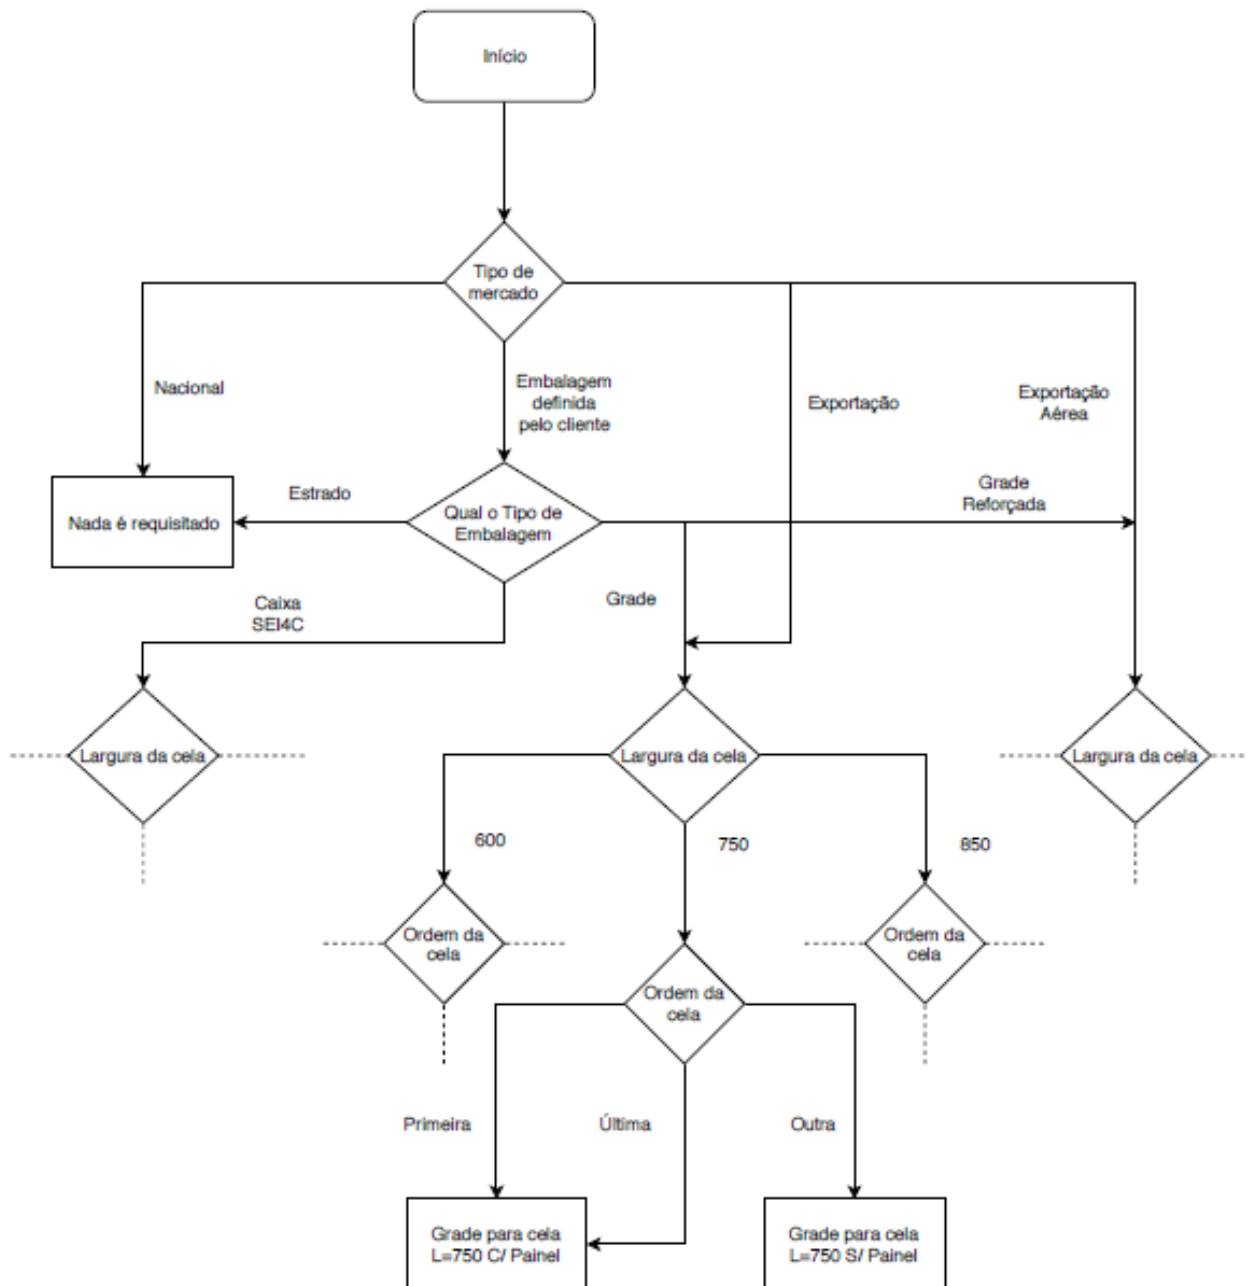 Início
Tipo de
mercado
Nacional
Embalagem
definida
pelo cliente
Exportação
Exportação
Aérea
Estrado
Grade
Reforçada
Nada é requisitado
Qual o Tipo de
Embalagem
Caixa
SEI4C
Grade
Largura da cela
Largura da cela
Largura da cela
600
750
850
Ordem da
cela
Ordem da
cela
Ordem da
cela
Primeira
Última
Outra
Grade para cela
L=750 C/ Painel
Grade para cela
L=750 S/ Painel